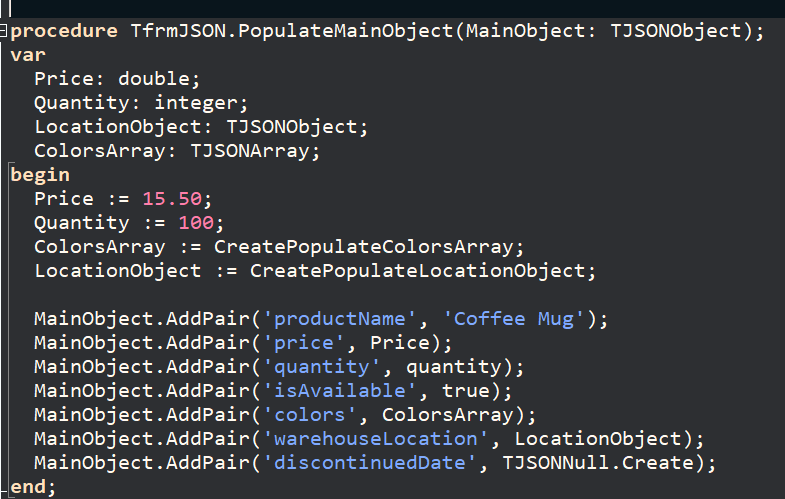 procedure TfrmJSON.PopulateMainObject(MainObject: TJSONObject);
var
  Price: double;
  Quantity: integer;
  LocationObject: TJSONObject;
  ColorsArray: TJSONArray;
begin
  Price := 15.50;
  Quantity := 100;
  ColorsArray := CreatePopulateColorsArray;
  LocationObject := CreatePopulateLocationObject;

  MainObject.AddPair('productName', 'Coffee Mug');
  MainObject.AddPair('price', Price);
  MainObject.AddPair('quantity', quantity);
  MainObject.AddPair('isAvailable', true);
  MainObject.AddPair('colors', ColorsArray);
  MainObject.AddPair('warehouseLocation', LocationObject);
  MainObject.AddPair('discontinuedDate', TJSONNull.Create);
end;